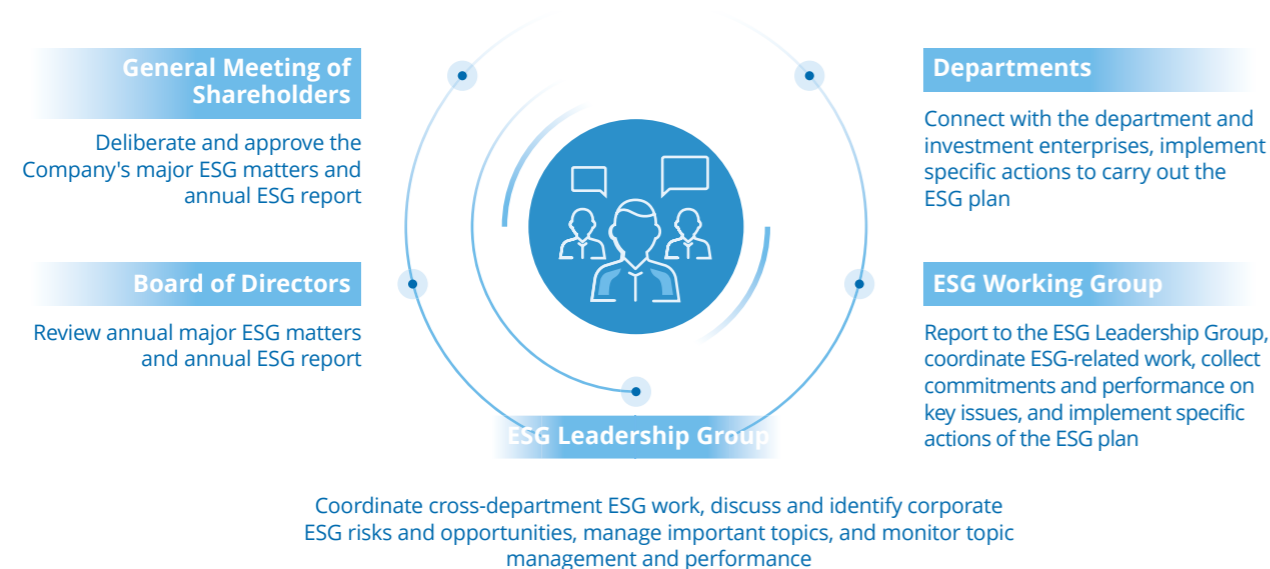 General Meeting of
Shareholders
Deliberate and approve the
Company's major ESG matters and
annual ESG report
Board of Directors
Review annual major ESG matters
and annual ESG report
ESG Leadership Group
Coordinate cross-department ESG work, discuss and identify corporate
ESG risks and opportunities, manage important topics, and monitor topic
management and performance
Departments
Connect with the department and
investment enterprises, implement
specific actions to carry out the
ESG plan
ESG Working Group
Report to the ESG Leadership Group,
coordinate ESG-related work, collect
commitments and performance on
key issues, and implement specific
actions of the ESG plan